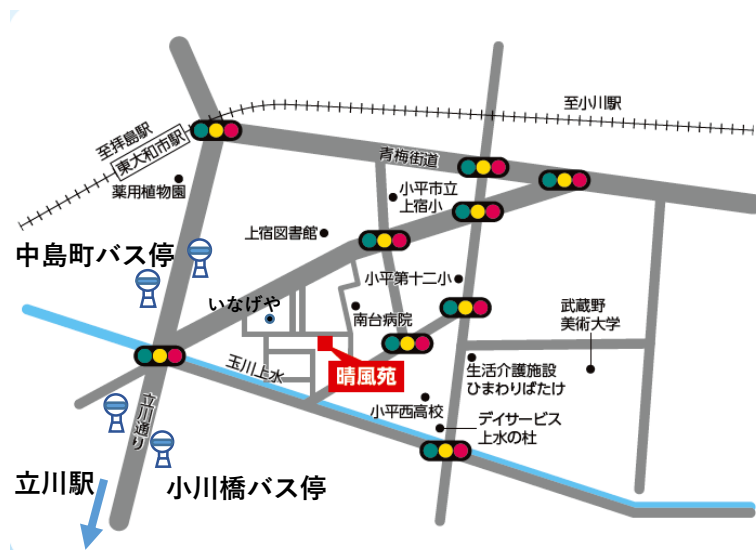 至小川駅
至拝島駅
東大和市駅
青梅街道
薬用植物園
小平市立
上宿小
上宿図書館
中島町バス停
小平第十二小
いなげや
南台病院
武蔵野
美術大学
玉川上水
晴風苑
生活介護施設
ひまわりばたけ
小平西高校
デイサービス
上水の杜
立川通り
立川駅
小川橋バス停